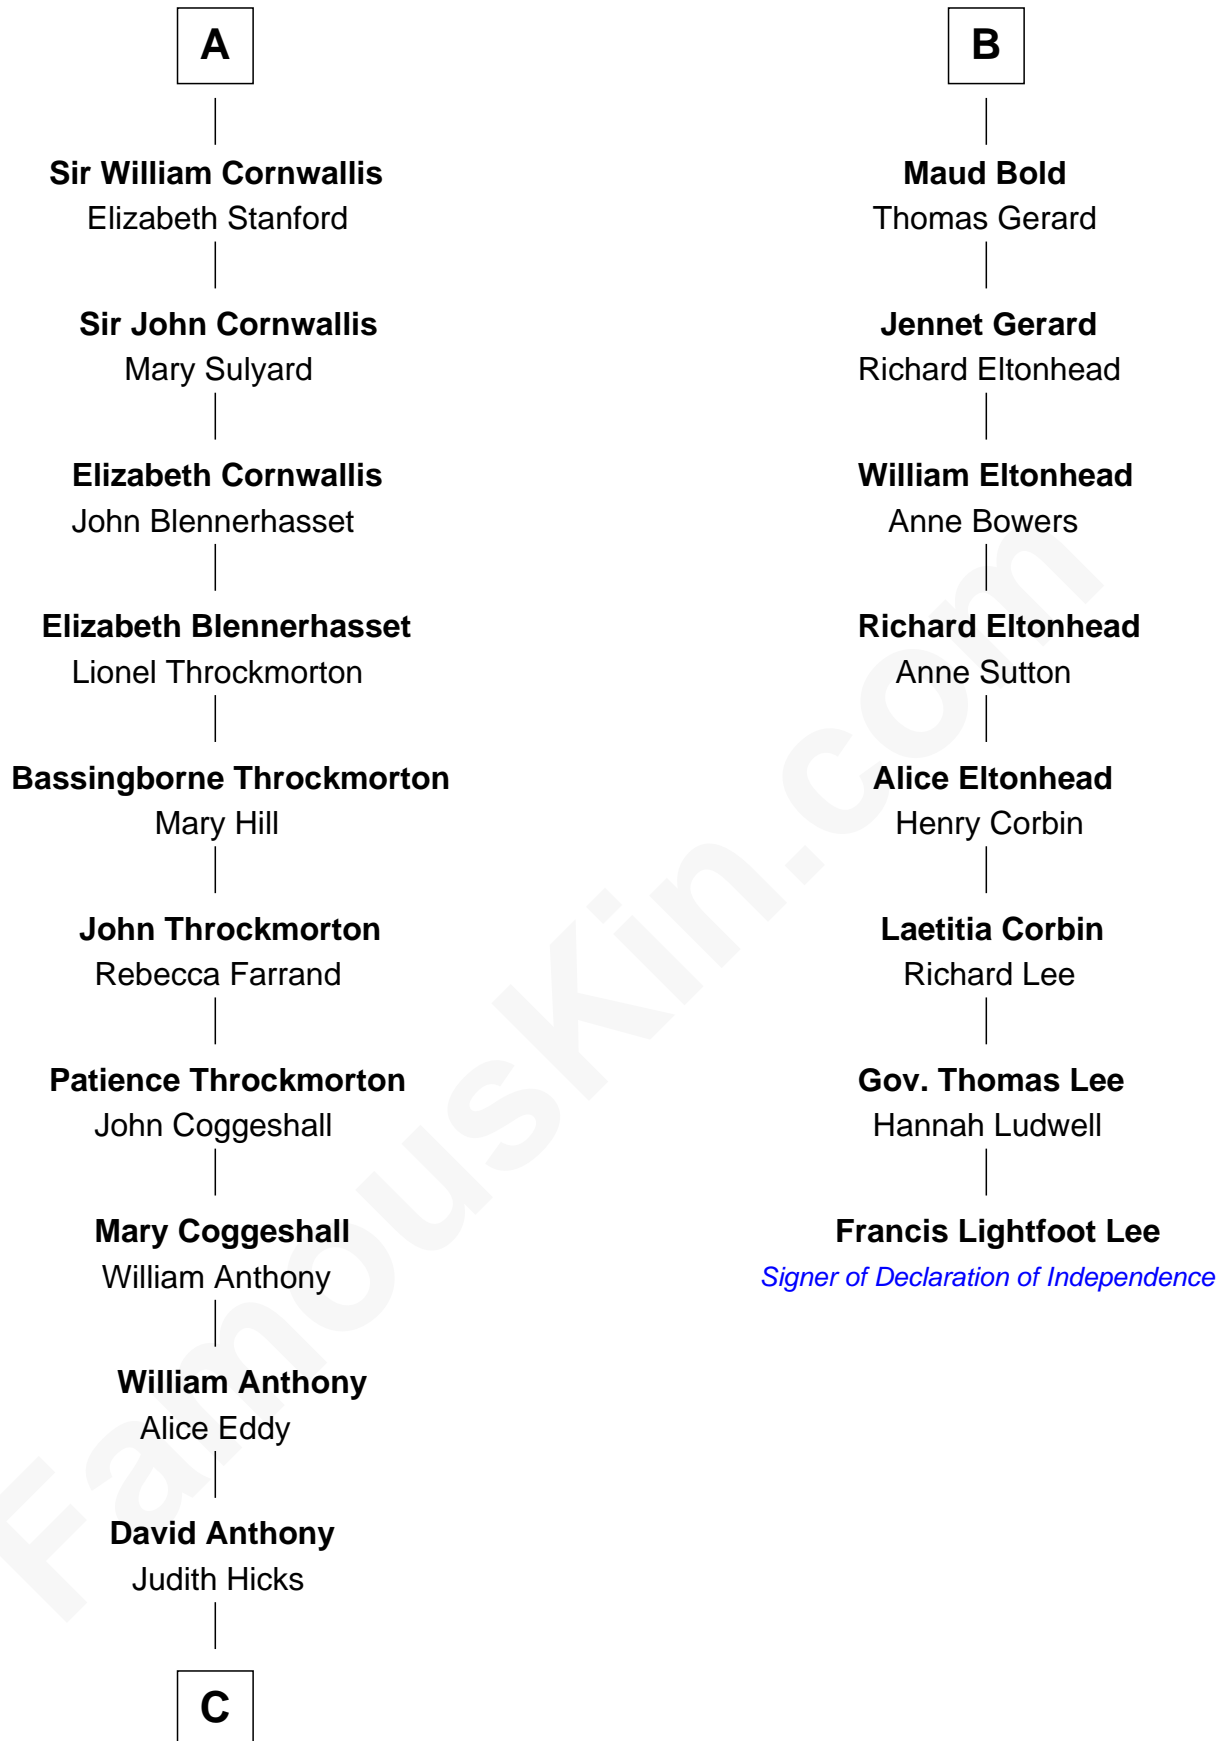 A
Sir William Cornwallis
Elizabeth Stanford
Sir John Cornwallis
Mary Sulyard
Elizabeth Cornwallis
John Blennerhasset
Elizabeth Blennerhasset
Lionel Throckmorton
Bassingborne Throckmorton
Mary Hill
John Throckmorton
Rebecca Farrand
Patience Throckmorton
John Coggeshall
Mary Coggeshall
William Anthony
William Anthony
Alice Eddy
David Anthony
Judith Hicks
C
B
Maud Bold
Thomas Gerard
Jennet Gerard
Richard Eltonhead
William Eltonhead
Anne Bowers
Richard Eltonhead
Anne Sutton
Alice Eltonhead
Henry Corbin
Laetitia Corbin
Richard Lee
Gov. Thomas Lee
Hannah Ludwell
Francis Lightfoot Lee
Signer of Declaration of Independence
FamousKin.com